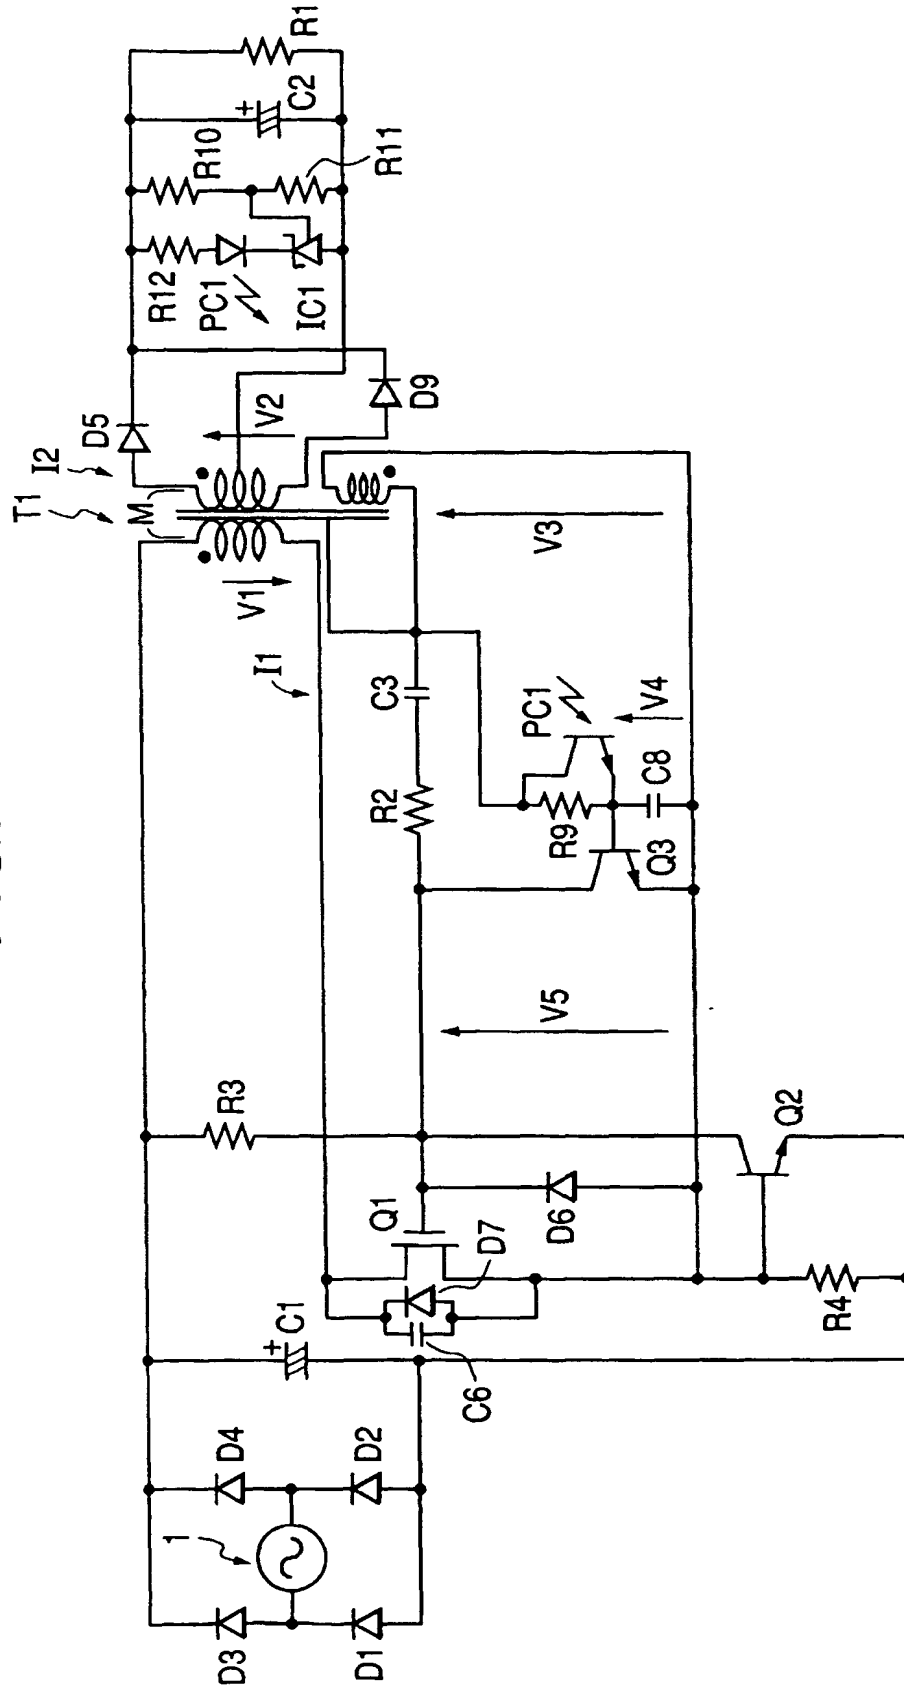 T1
I2
M
D5
V2
D9
R12
PC1
IC1
R10
R11
+
C2
R1
V1
I1
V3
C3
R2
PC1
V4
R9
C8
Q3
V5
R3
Q1
D7
D6
Q2
R4
+
C1
C6
D4
D2
1
D3
D1